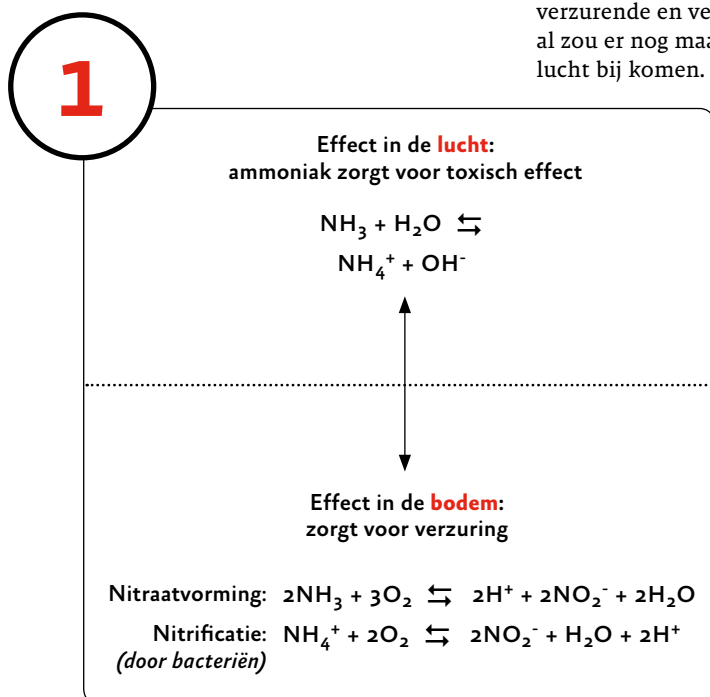 verzurende en ve
al zou er nog maa
lucht bij komen.
1
Effect in de lucht:
ammoniak zorgt voor toxisch effect
NH₃ + H₂O ⇆
NH₄⁺ + OH⁻
Effect in de bodem:
zorgt voor verzuring
Nitraatvorming: 2NH₃ + 3O₂ ⇆ 2H⁺ + 2NO₂⁻ + 2H₂O
Nitrificatie: NH₄⁺ + 2O₂ ⇆ 2NO₂⁻ + H₂O + 2H⁺
(door bacteriën)